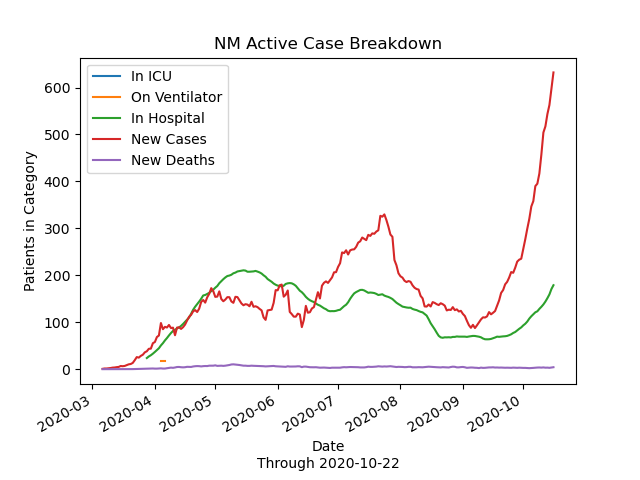 NM Active Case Breakdown
In ICU
On Ventilator
In Hospital
New Cases
New Deaths
Patients in Category
600
500
400
300
200
100
0
2020-03
2020-04
2020-05
2020-06
2020-07
2020-08
2020-09
2020-10
Date
Through 2020-10-22